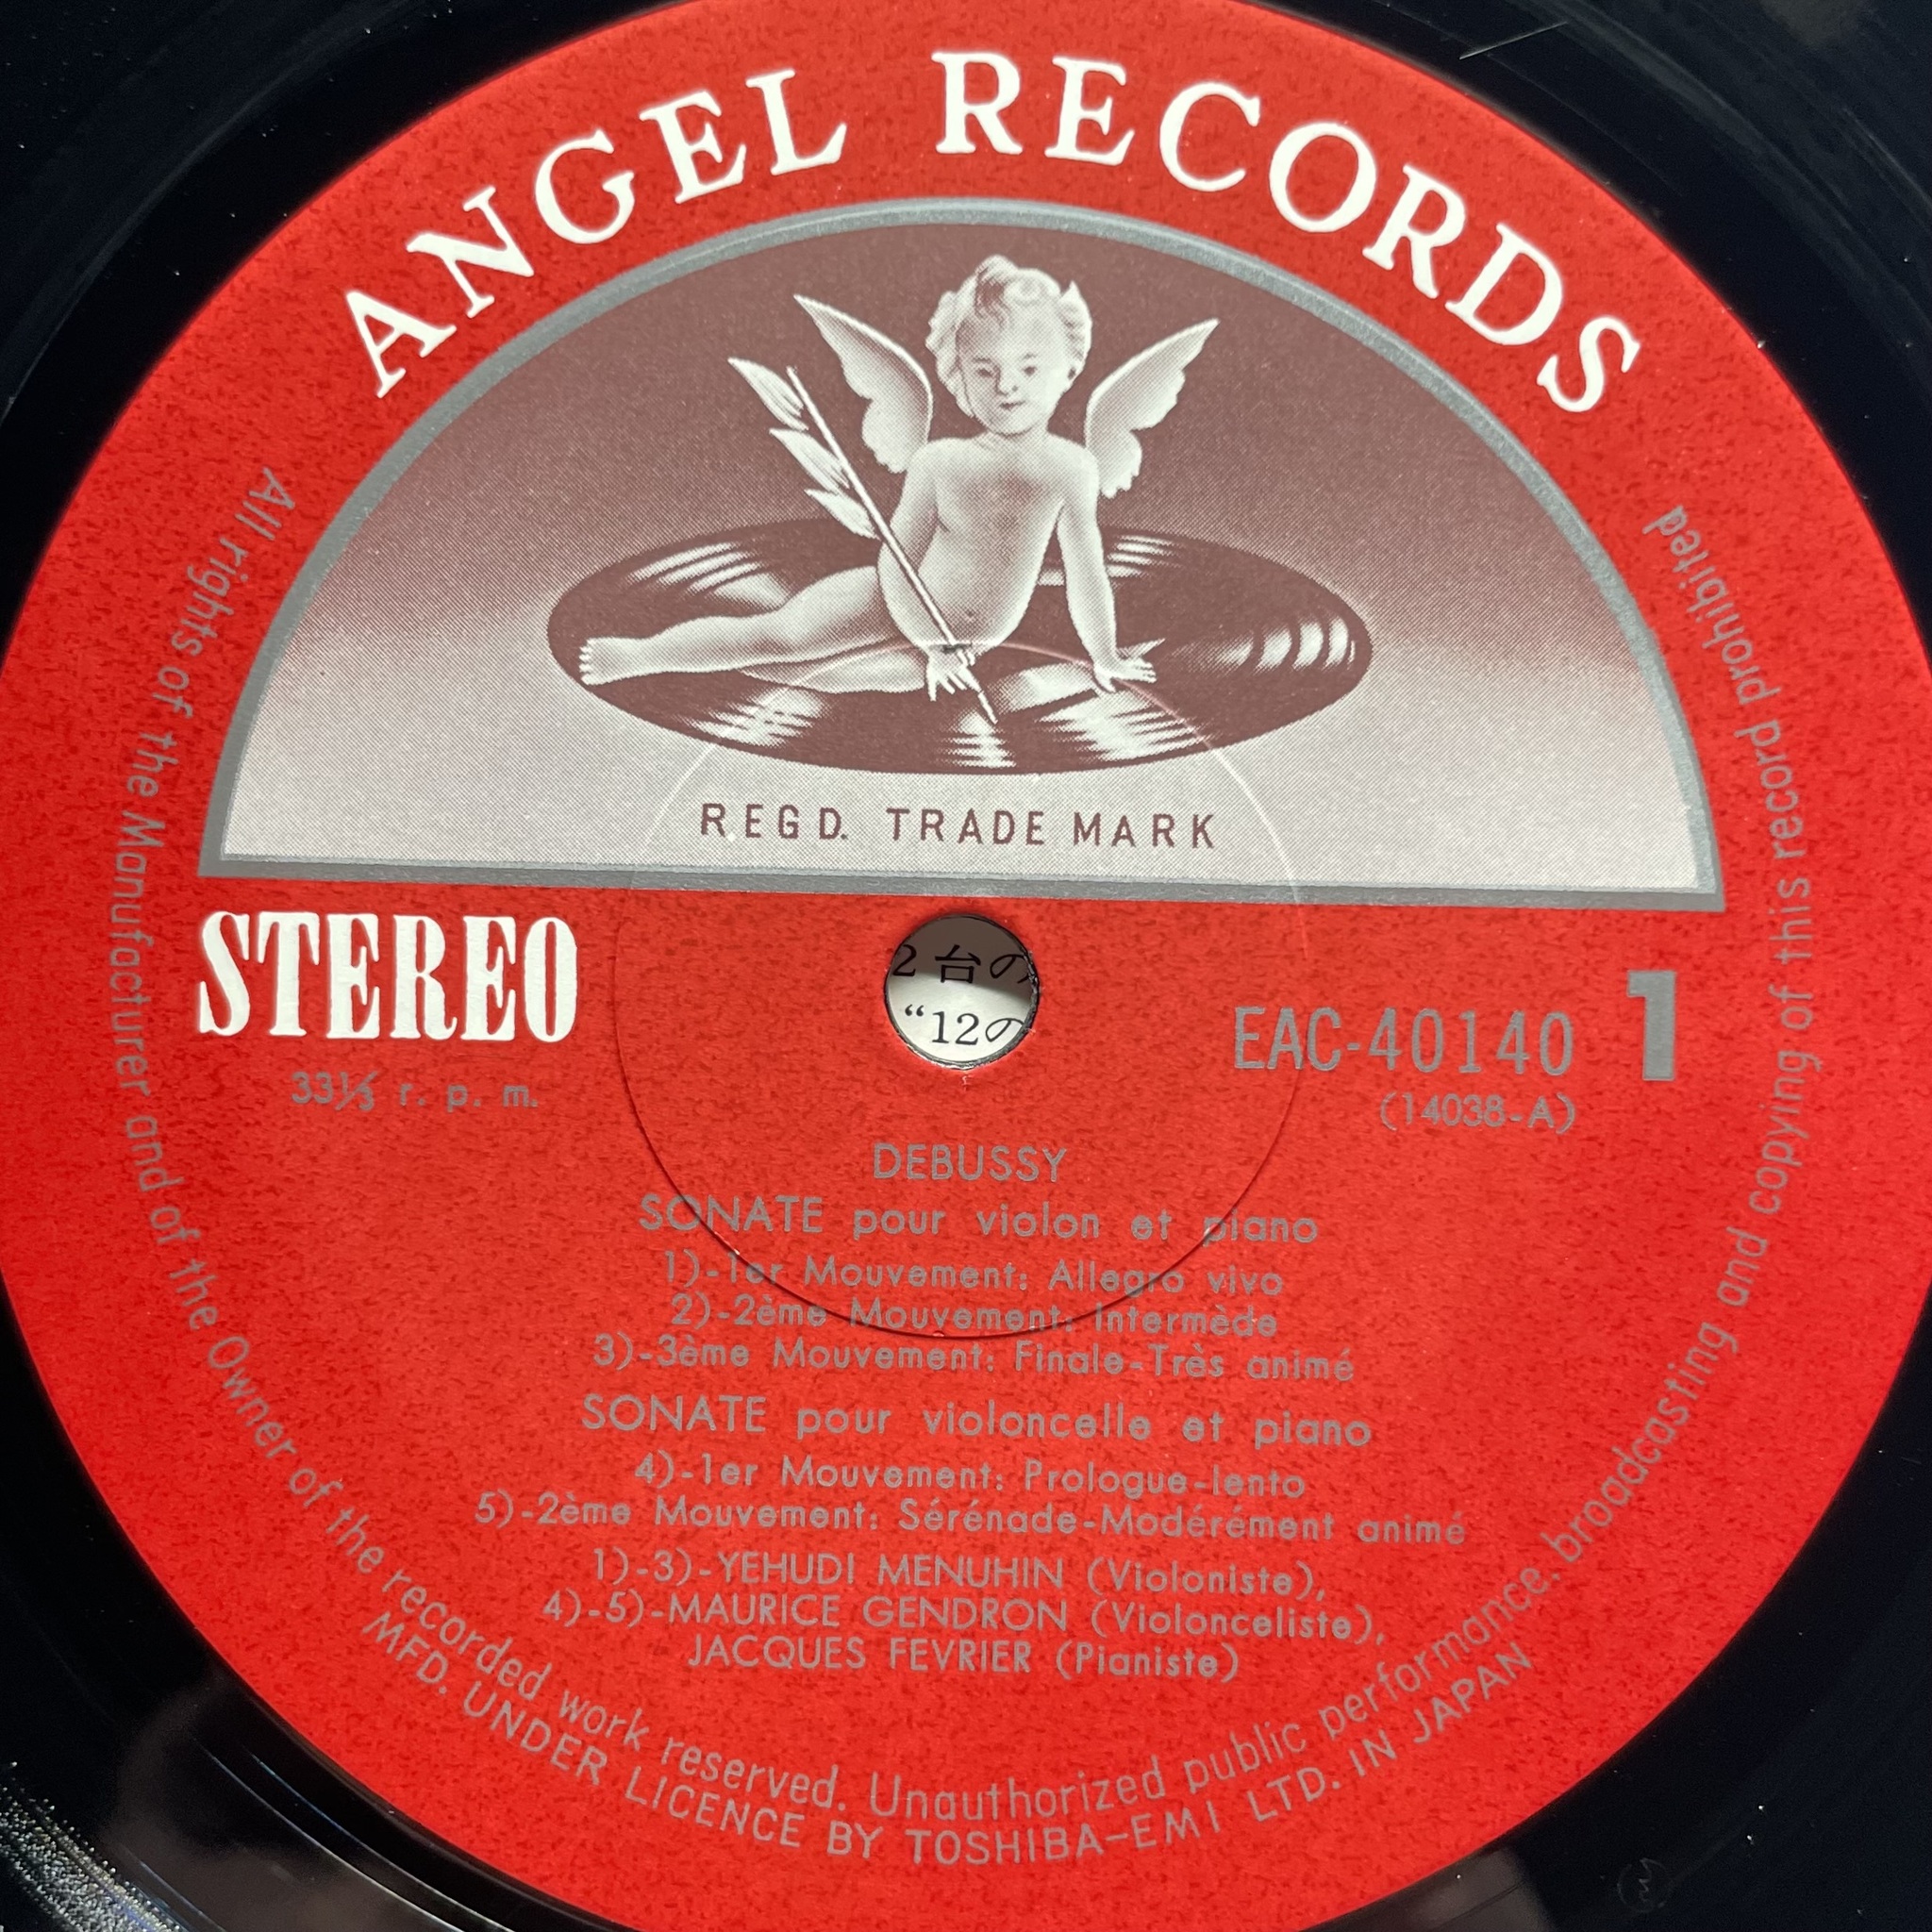 ANGEL RECORDS
REGD. TRADE MARK
STEREO
33⅓ r. p. m.
2台の
“12の
EAC-40140
1
(14038-A)
DEBUSSY
SONATE pour violon et piano
1)-1er Mouvement: Allegro vivo
2)-2ème Mouvement: Intermède
3)-3ème Mouvement: Finale-Très animé
SONATE pour violoncelle et piano
4)-1er Mouvement: Prologue-lento
5)-2ème Mouvement: Sérénade-Modérément animé
1)-3)-YEHUDI MENUHIN (Violoniste),
4)-5)-MAURICE GENDRON (Violonceliste),
JACQUES FEVRIER (Pianiste)
All rights of the Manufacturer and of the Owner of the recorded work reserved. Unauthorized public performance. broadcasting and copying of this record prohibited
MFD. UNDER LICENCE BY TOSHIBA-EMI LTD. IN JAPAN